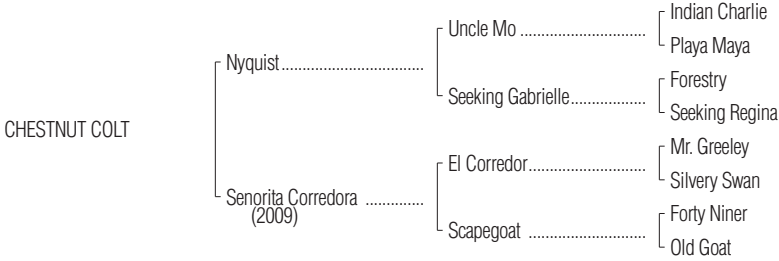 Indian Charlie
Uncle Mo ..............................
Playa Maya
Nyquist..................................
Forestry
Seeking Gabrielle..................
Seeking Regina
CHESTNUT COLT
Mr. Greeley
El Corredor............................
Silvery Swan
Senorita Corredora ..............
(2009)
Forty Niner
Scapegoat ............................
Old Goat